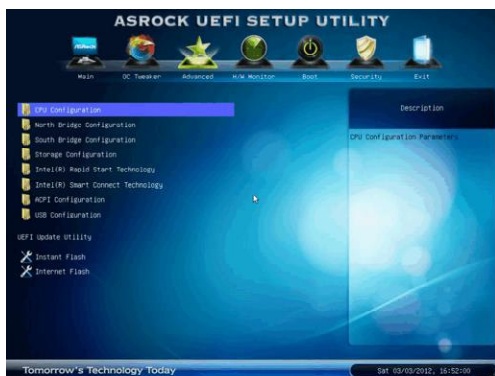 ASROCK UEFI SETUP UTILITY
ASRock
Main
OC Tweaker
Advanced
H/W Monitor
Boot
Security
Exit
CPU Configuration
North Bridge Configuration
South Bridge Configuration
Storage Configuration
Intel(R) Rapid Start Technology
Intel(R) Smart Connect Technology
ACPI Configuration
USB Configuration
UEFI Update Utility
Instant Flash
Internet Flash
Description
CPU Configuration Parameters
Tomorrow's Technology Today
Sat 03/03/2012, 16:52:00